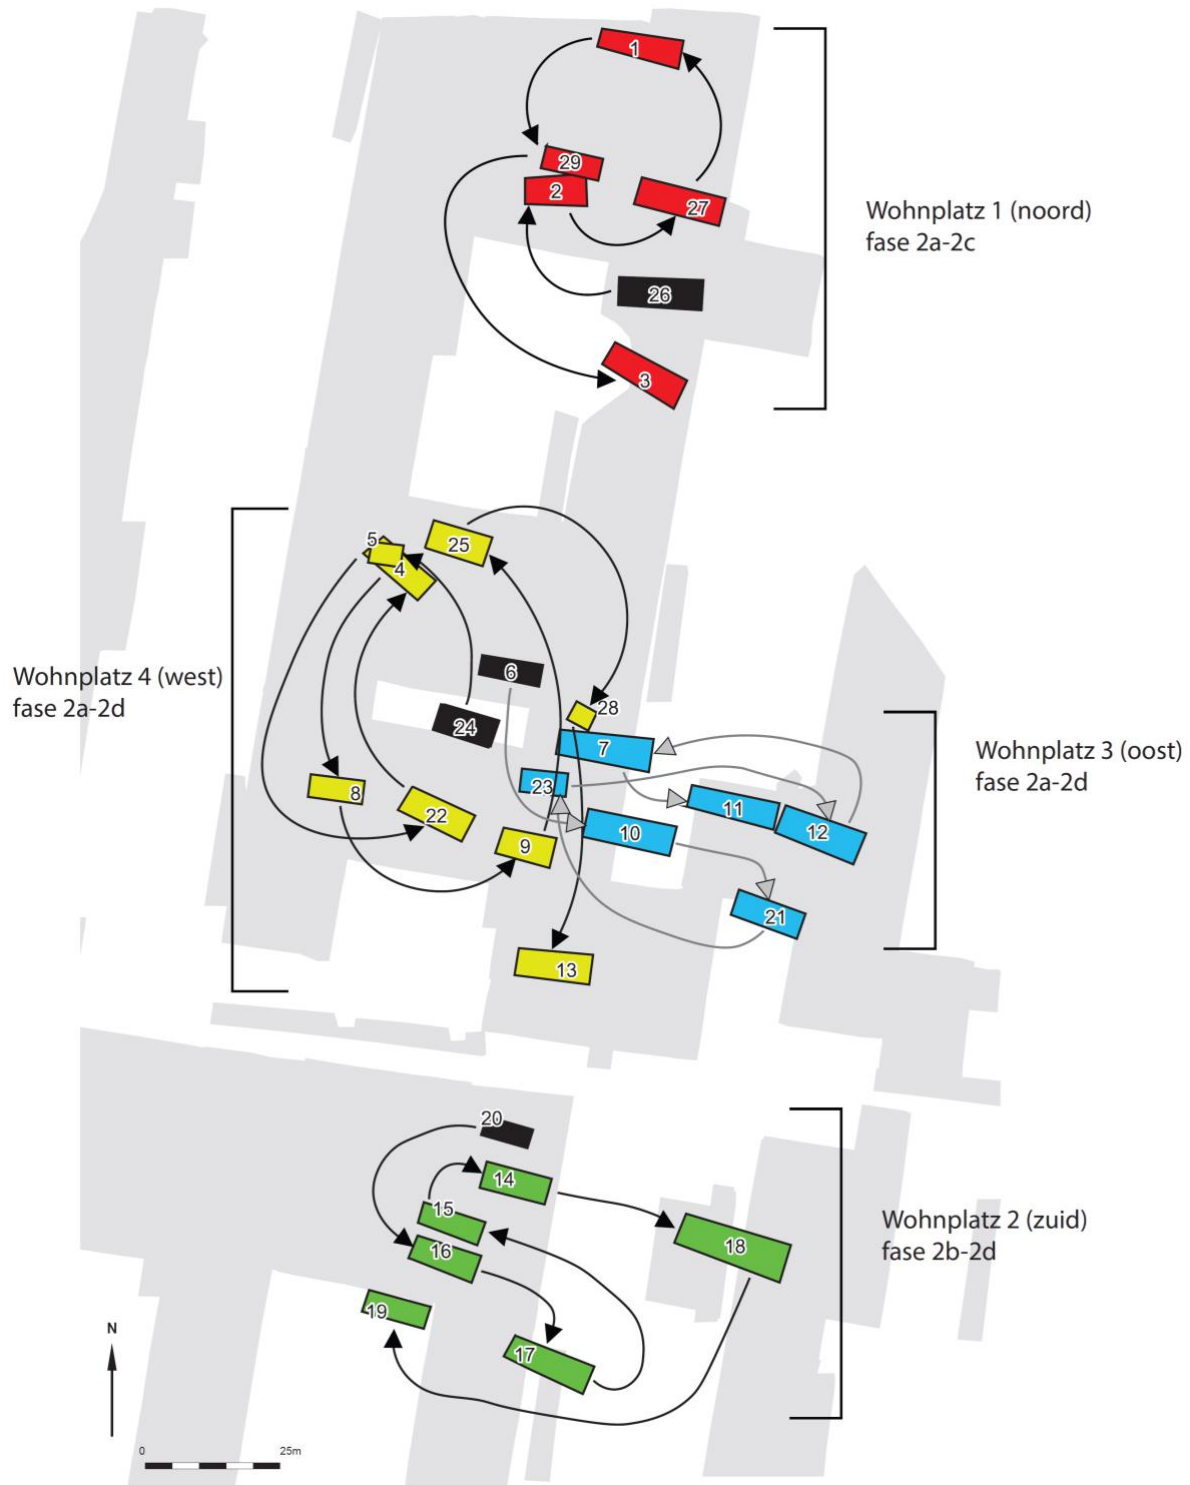 1
29
2
27
Wohnplatz 1 (noord)
fase 2a-2c
26
3
5
25
4
6
Wohnplatz 4 (west)
fase 2a-2d
24
28
7
Wohnplatz 3 (oost)
fase 2a-2d
23
8
22
11
12
10
9
21
13
20
14
15
Wohnplatz 2 (zuid)
fase 2b-2d
16
18
19
17
N
0 25m